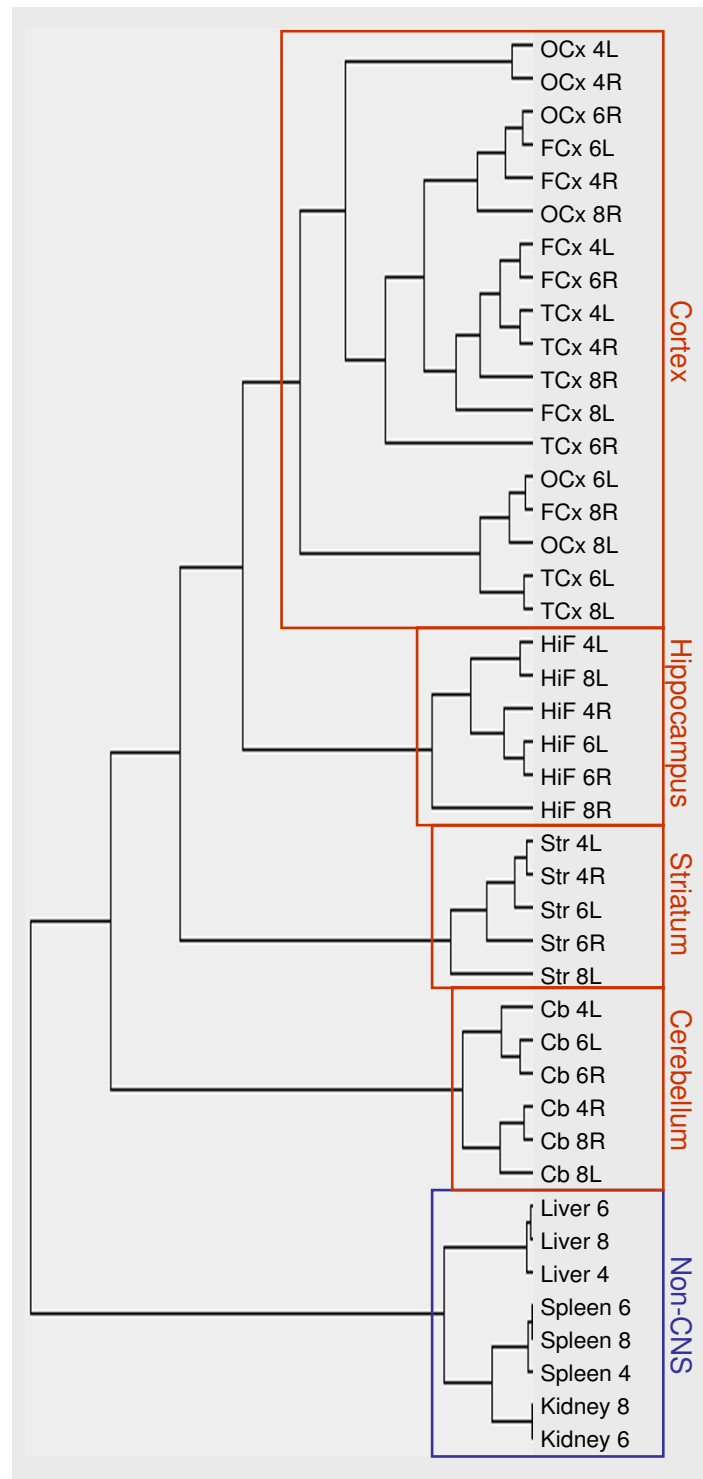 OCx 4L
OCx 4R
OCx 6R
FCx 6L
FCx 4R
OCx 8R
FCx 4L
FCx 6R
TCx 4L
TCx 4R
TCx 8R
FCx 8L
TCx 6R
OCx 6L
FCx 8R
OCx 8L
TCx 6L
TCx 8L
Cortex
HiF 4L
HiF 8L
HiF 4R
HiF 6L
HiF 6R
HiF 8R
Hippocampus
Str 4L
Str 4R
Str 6L
Str 6R
Str 8L
Striatum
Cb 4L
Cb 6L
Cb 6R
Cb 4R
Cb 8R
Cb 8L
Cerebellum
Liver 6
Liver 8
Liver 4
Spleen 6
Spleen 8
Spleen 4
Kidney 8
Kidney 6
Non-CNS